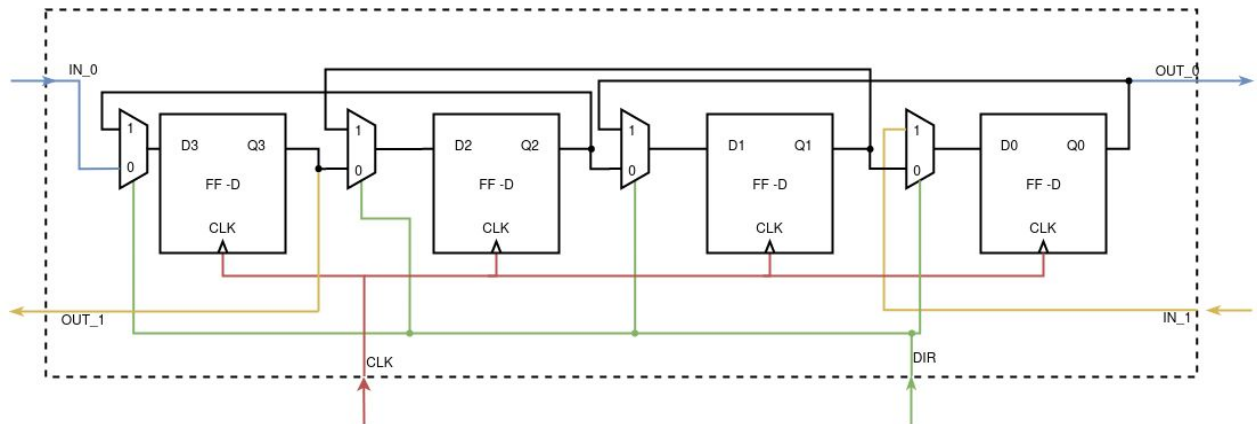 IN_0
OUT_0
1
0
D3
Q3
FF -D
CLK
1
0
D2
Q2
FF -D
CLK
1
0
D1
Q1
FF -D
CLK
1
0
D0
Q0
FF -D
CLK
OUT_1
IN_1
CLK
DIR